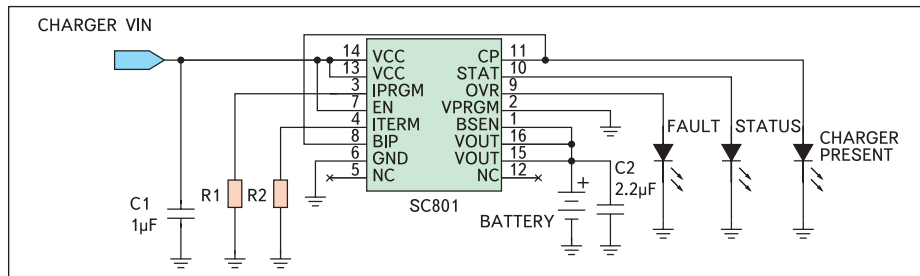 CHARGER VIN
14 VCC CP 11
13 VCC STAT 10
3 IPRGM OVR 9
7 EN VPRGM 2
4 ITERM BSEN 1
8 BIP VOUT 16
6 GND VOUT 15
5 NC NC 12
SC801
FAULT
STATUS
CHARGER
PRESENT
C1
1µF
R1
R2
+
BATTERY
C2
2.2µF